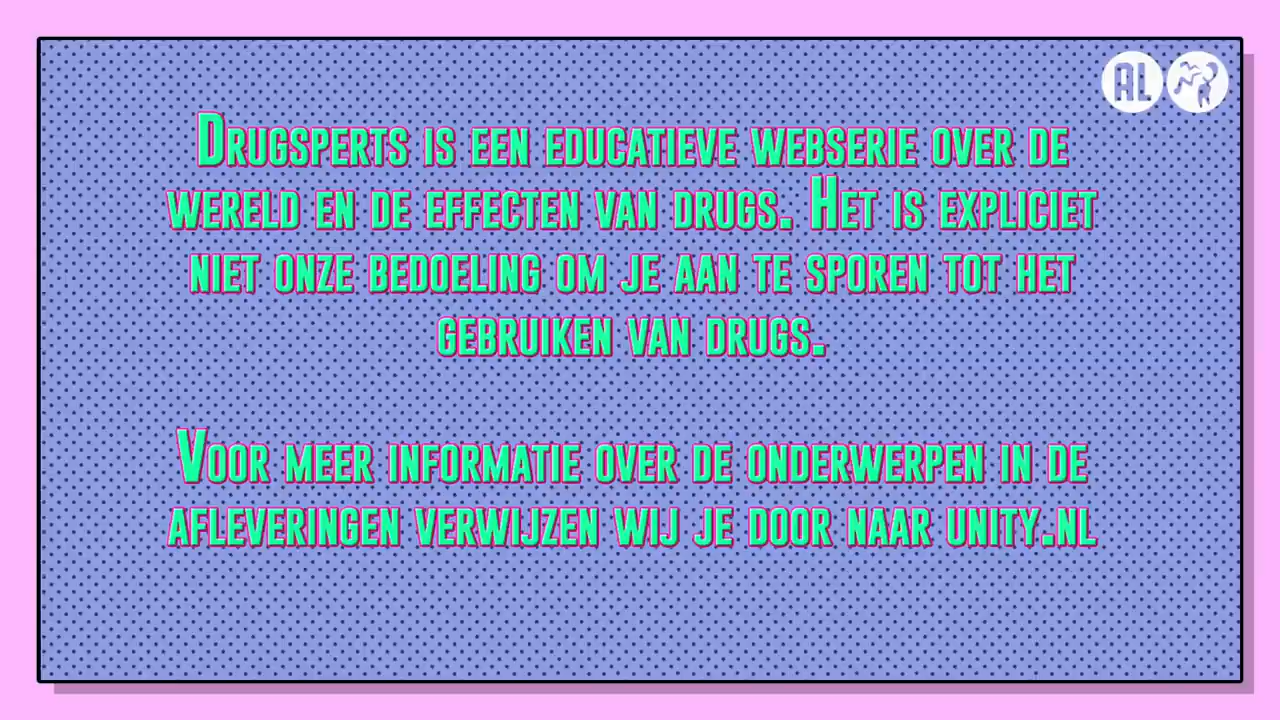 AL
Drugsperts is een educatieve webserie over de
wereld en de effecten van drugs. Het is expliciet
niet onze bedoeling om je aan te sporen tot het
gebruiken van drugs.
Voor meer informatie over de onderwerpen in de
afleveringen verwijzen wij je door naar unity.nl